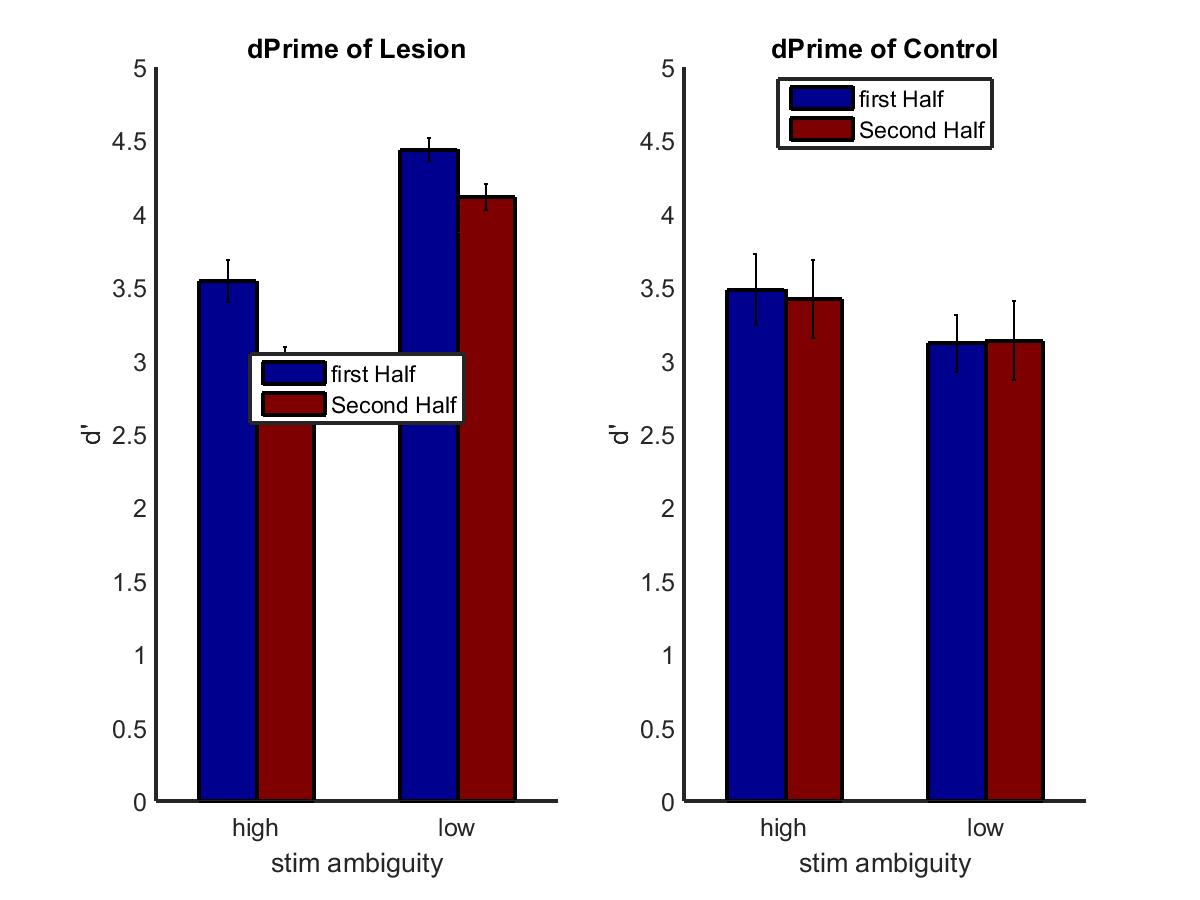 dPrime of Lesion
5
4.5
4
3.5
3
2.5
2
1.5
1
0.5
0
d'
first Half
Second Half
high low
stim ambiguity
dPrime of Control
5
4.5
4
3.5
3
2.5
2
1.5
1
0.5
0
d'
first Half
Second Half
high low
stim ambiguity